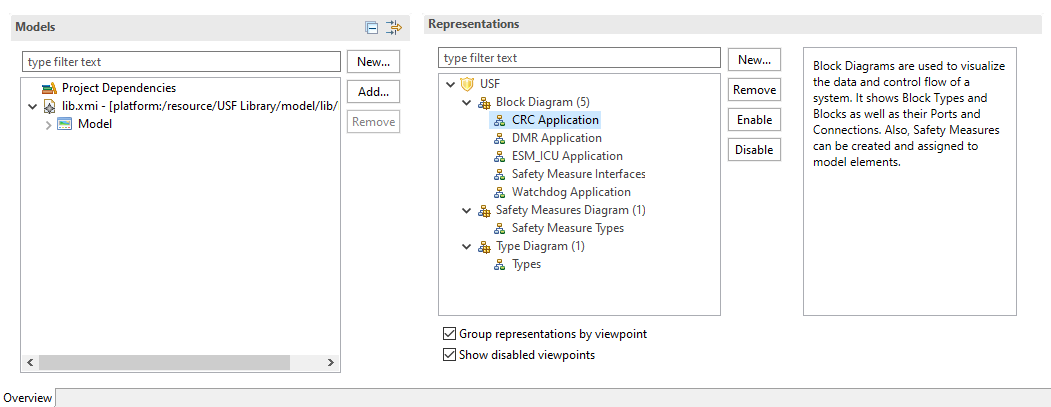 Models
type filter text
New...
Project Dependencies
lib.xmi - [platform:/resource/USF Library/model/lib/
Add...
Model
Remove
Representations
type filter text
New...
USF
Block Diagram (5)
Remove
CRC Application
Enable
DMR Application
ESM_ICU Application
Disable
Safety Measure Interfaces
Watchdog Application
Safety Measures Diagram (1)
Safety Measure Types
Type Diagram (1)
Types
Group representations by viewpoint
Show disabled viewpoints
Block Diagrams are used to visualize
the data and control flow of a
system. It shows Block Types and
Blocks as well as their Ports and
Connections. Also, Safety Measures
can be created and assigned to
model elements.
Overview